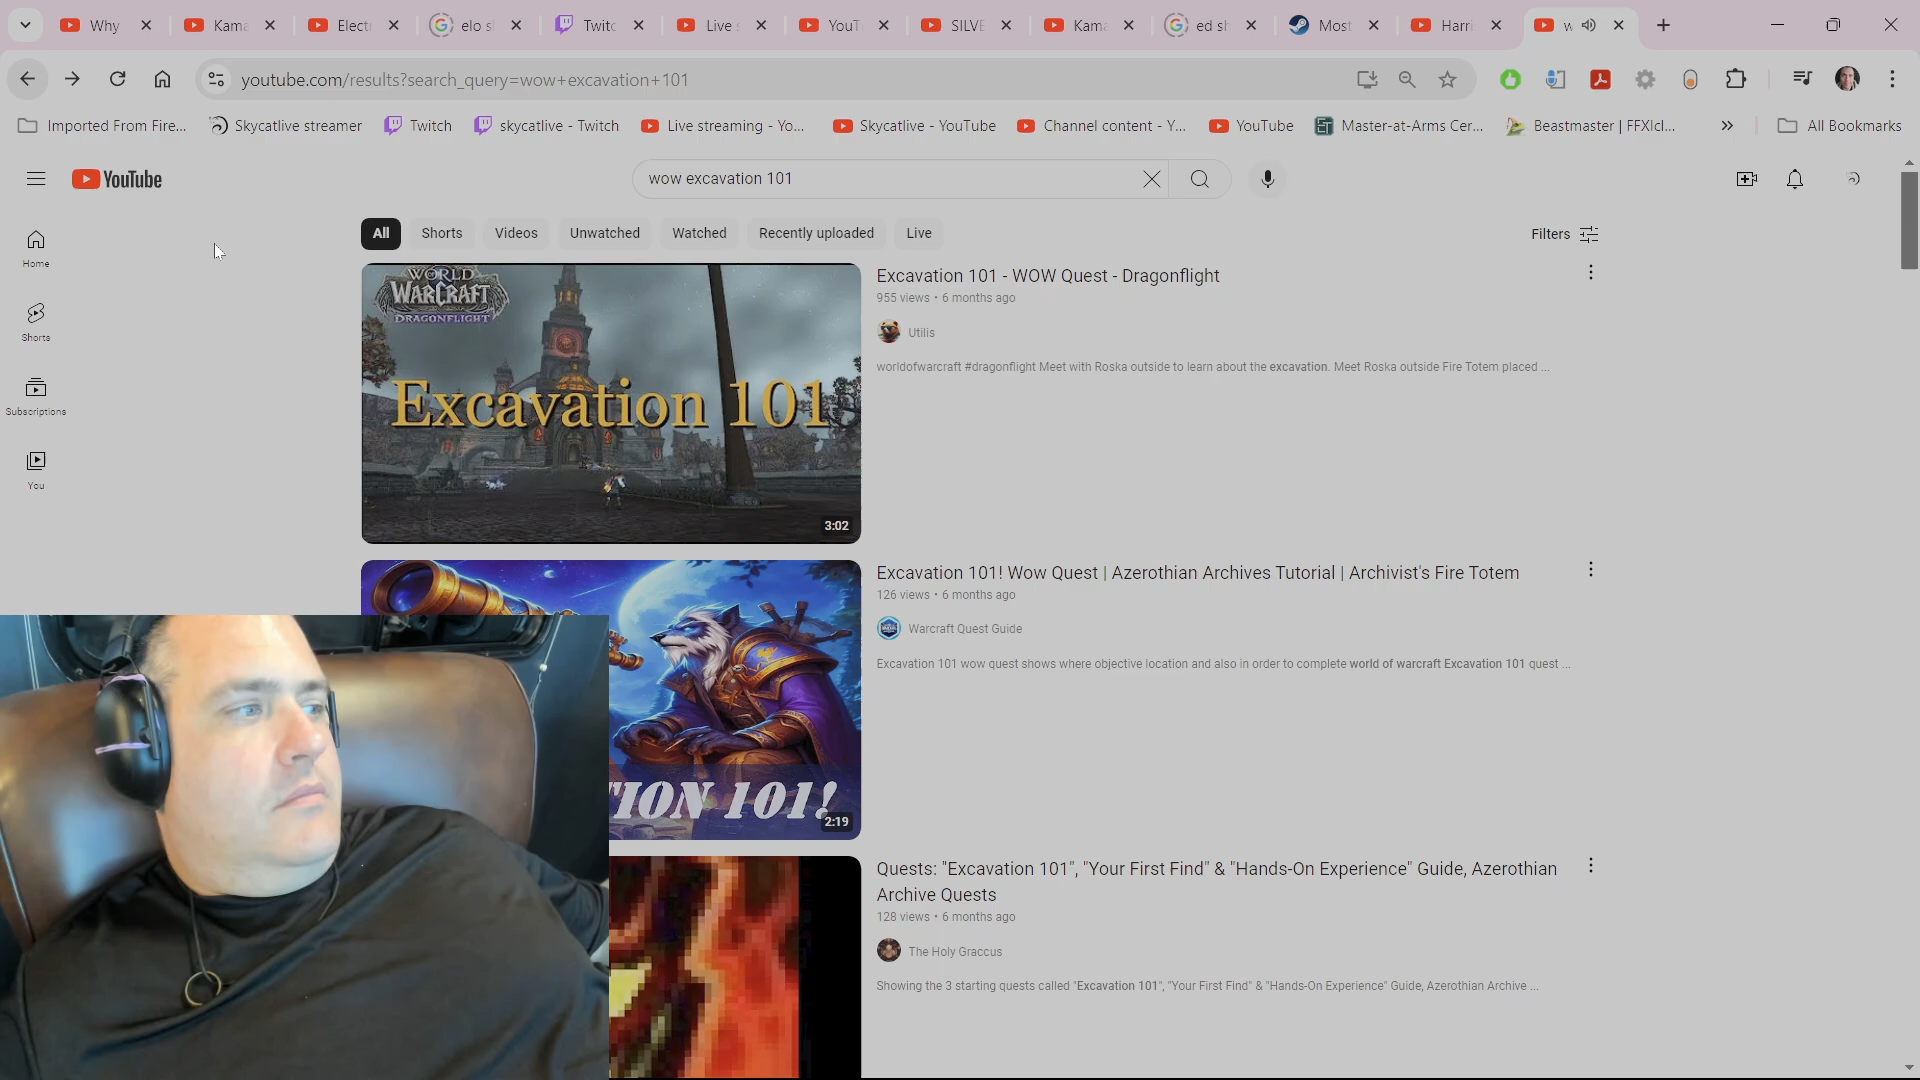 Why
Kama
Electr
elo sl
Twitc
Live s
YouT
SILVE
Kama
ed sh
Most
Harri
w
youtube.com/results?search_query=wow+excavation+101
Imported From Fire...
Skycatlive streamer
Twitch
skycatlive - Twitch
Live streaming - Yo...
Skycatlive - YouTube
Channel content - Y...
YouTube
Master-at-Arms Cer...
Beastmaster | FFXIcl...
All Bookmarks
YouTube
wow excavation 101
Home
Shorts
Subscriptions
You
All
Shorts
Videos
Unwatched
Watched
Recently uploaded
Live
Filters
WORLD
WARCRAFT
DRAGONFLIGHT
Excavation 101
3:02
Excavation 101 - WOW Quest - Dragonflight
955 views • 6 months ago
Utilis
worldofwarcraft #dragonflight Meet with Roska outside to learn about the excavation. Meet Roska outside Fire Totem placed ...
TION 101!
2:19
Excavation 101! Wow Quest | Azerothian Archives Tutorial | Archivist's Fire Totem
126 views • 6 months ago
Warcraft Quest Guide
Excavation 101 wow quest shows where objective location and also in order to complete world of warcraft Excavation 101 quest ...
Quests: "Excavation 101", "Your First Find" & "Hands-On Experience" Guide, Azerothian
Archive Quests
128 views • 6 months ago
The Holy Graccus
Showing the 3 starting quests called "Excavation 101", "Your First Find" & "Hands-On Experience" Guide, Azerothian Archive ...